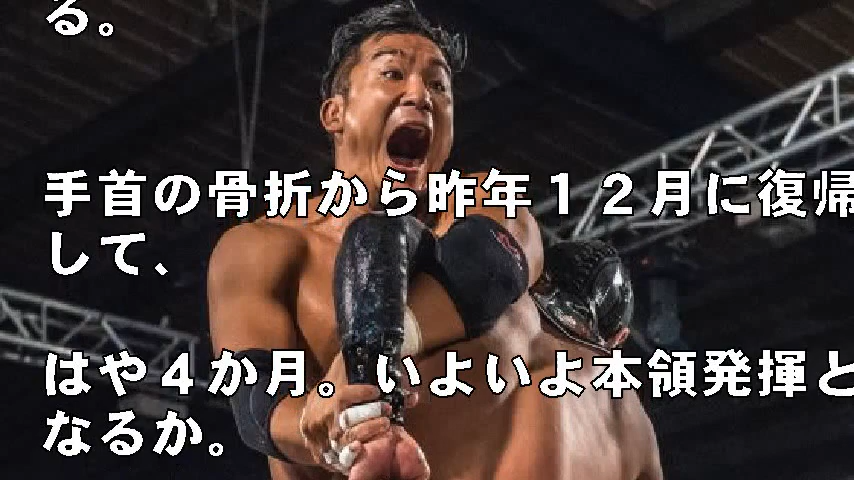 る。
手首の骨折から昨年１２月に復帰
して、
はや４か月。いよいよ本領発揮と
なるか。